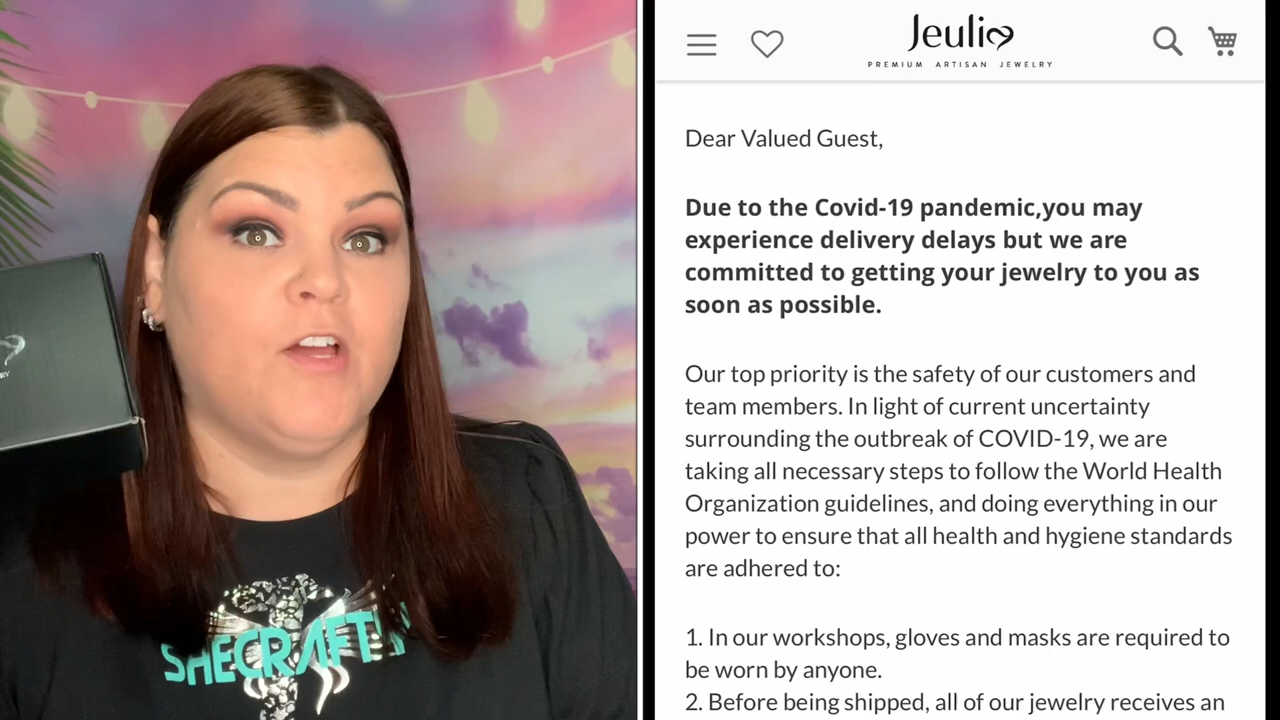 SHECRAFT
RY
Jeulia
PREMIUM ARTISAN JEWELRY
Dear Valued Guest,
Due to the Covid-19 pandemic,you may
experience delivery delays but we are
committed to getting your jewelry to you as
soon as possible.
Our top priority is the safety of our customers and
team members. In light of current uncertainty
surrounding the outbreak of COVID-19, we are
taking all necessary steps to follow the World Health
Organization guidelines, and doing everything in our
power to ensure that all health and hygiene standards
are adhered to:
1. In our workshops, gloves and masks are required to
be worn by anyone.
2. Before being shipped, all of our jewelry receives an